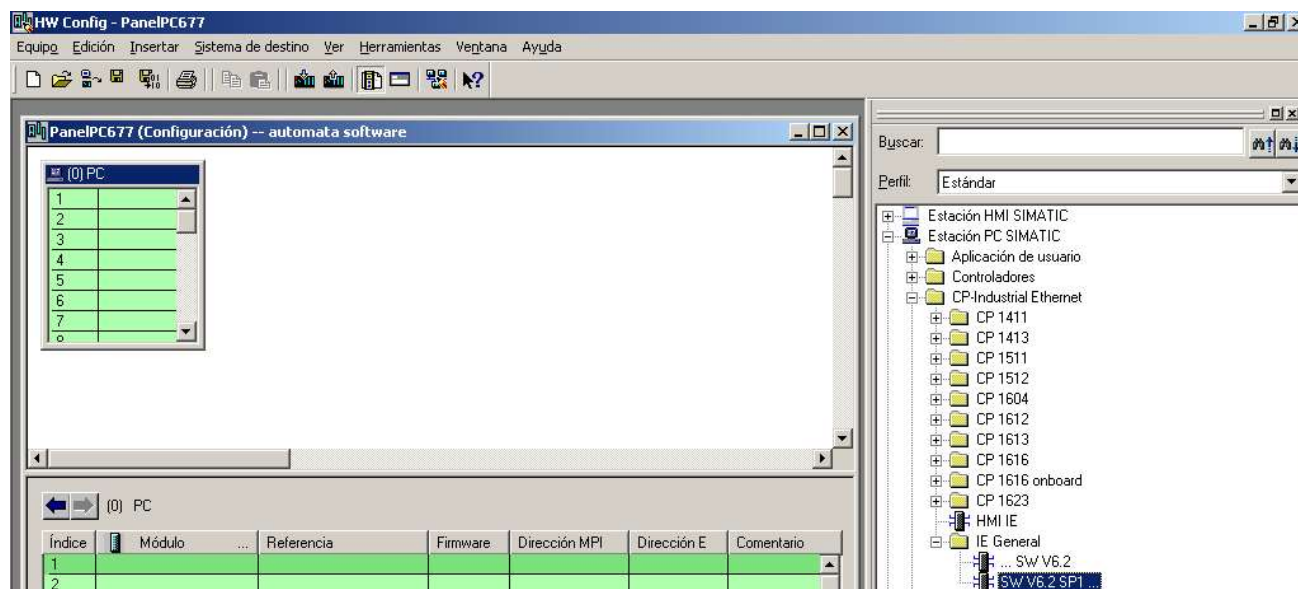 HW Config - PanelPC677
Equipo Edición Insertar Sistema de destino Ver Herramientas Ventana Ayuda
PanelPC677 (Configuración) -- automata software
(0) PC
1
2
3
4
5
6
7
(0) PC
Índice Módulo ... Referencia Firmware Dirección MPI Dirección E Comentario
1
2
Buscar:
Perfil: Estándar
Estación HMI SIMATIC
Estación PC SIMATIC
Aplicación de usuario
Controladores
CP-Industrial Ethernet
CP 1411
CP 1413
CP 1511
CP 1512
CP 1604
CP 1612
CP 1613
CP 1616
CP 1616 onboard
CP 1623
HMI IE
IE General
... SW V6.2
SW V6.2 SP1 ...